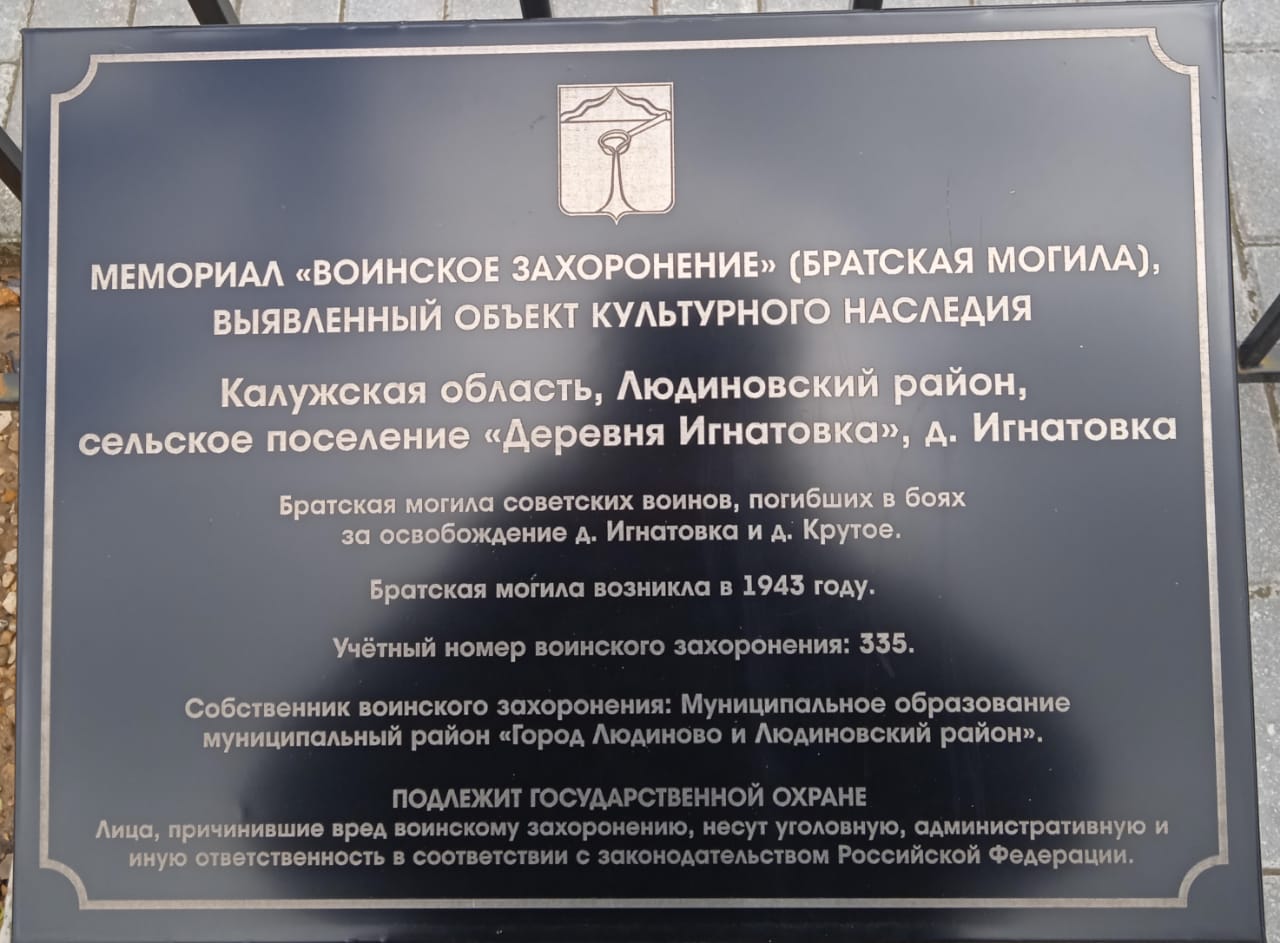 МЕМОРИАЛ «ВОИНСКОЕ ЗАХОРОНЕНИЕ» (БРАТСКАЯ МОГИЛА),
ВЫЯВЛЕННЫЙ ОБЪЕКТ КУЛЬТУРНОГО НАСЛЕДИЯ
Калужская область, Людиновский район,
сельское поселение «Деревня Игнатовка», д. Игнатовка
Братская могила советских воинов, погибших в боях
за освобождение д. Игнатовка и д. Крутое.
Братская могила возникла в 1943 году.
Учётный номер воинского захоронения: 335.
Собственник воинского захоронения: Муниципальное образование
муниципальный район «Город Людиново и Людиновский район».
ПОДЛЕЖИТ ГОСУДАРСТВЕННОЙ ОХРАНЕ
Лица, причинившие вред воинскому захоронению, несут уголовную, административную и
иную ответственность в соответствии с законодательством Российской Федерации.